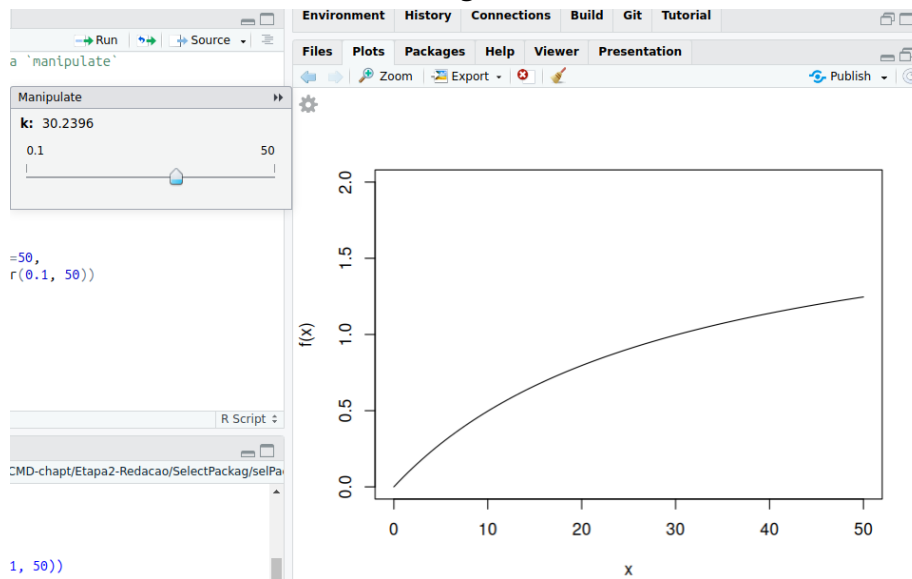 Environment History Connections Build Git Tutorial
Run Source
a `manipulate`
Manipulate
k: 30.2396
0.1 50
=50,
r(0.1, 50))
R Script
CMD-chapt/Etapa2-Redacao/SelectPackag/selPa
1, 50))
Files Plots Packages Help Viewer Presentation
Zoom Export Publish
2.0
1.5
1.0
0.5
0.0
f(x)
0 10 20 30 40 50
x